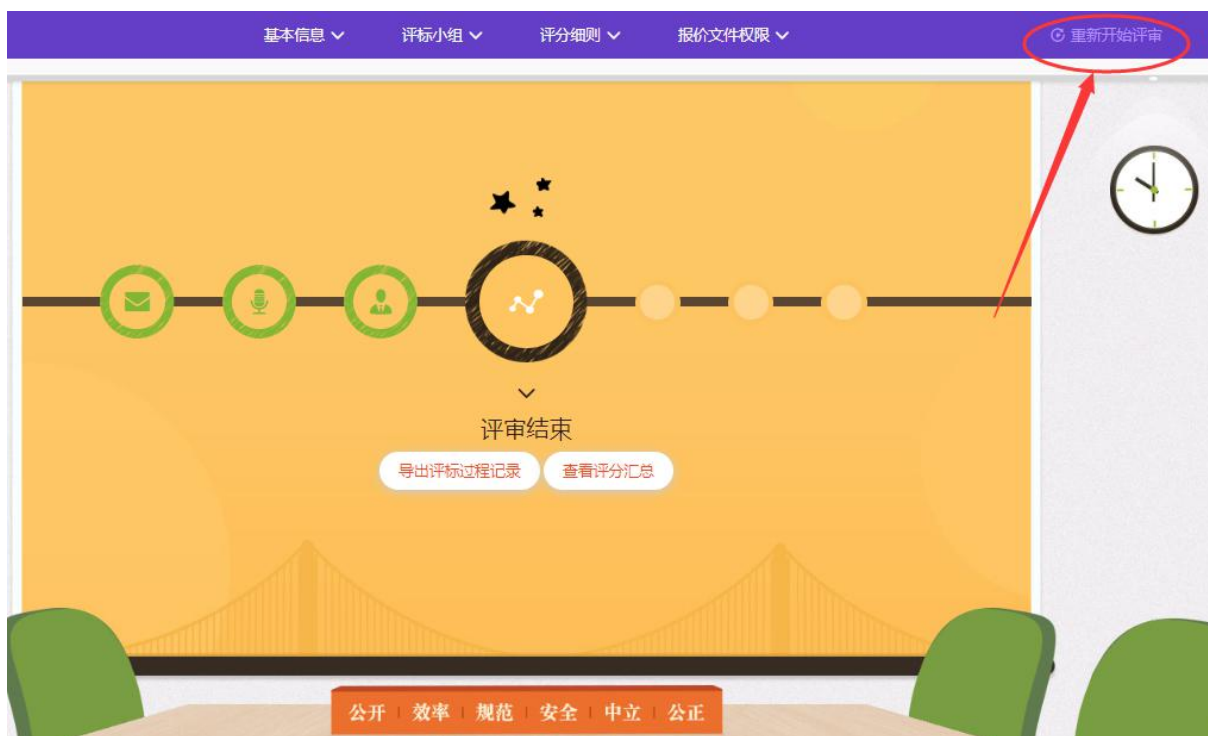 基本信息 评标小组 评分细则 报价文件权限 重新开始评审
评审结束
导出评标过程记录 查看评分汇总
公开 效率 规范 安全 中立 公正